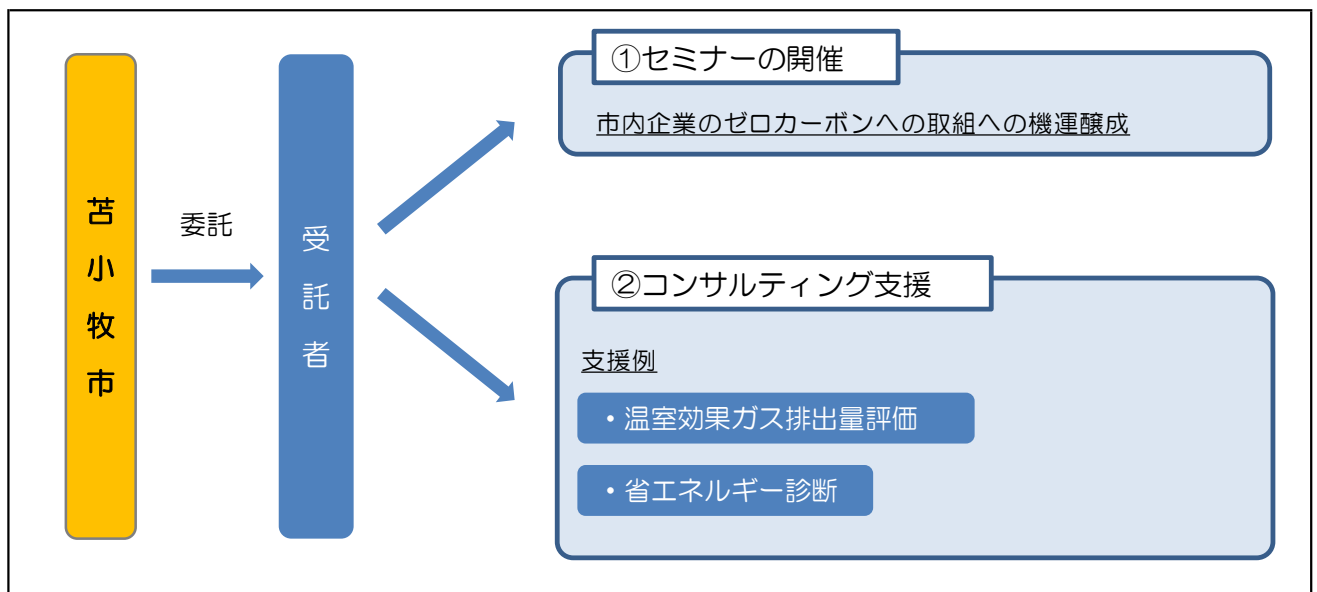 苫小牧市
委託
受託者
①セミナーの開催
市内企業のゼロカーボンへの取組への機運醸成
②コンサルティング支援
支援例
・温室効果ガス排出量評価
・省エネルギー診断